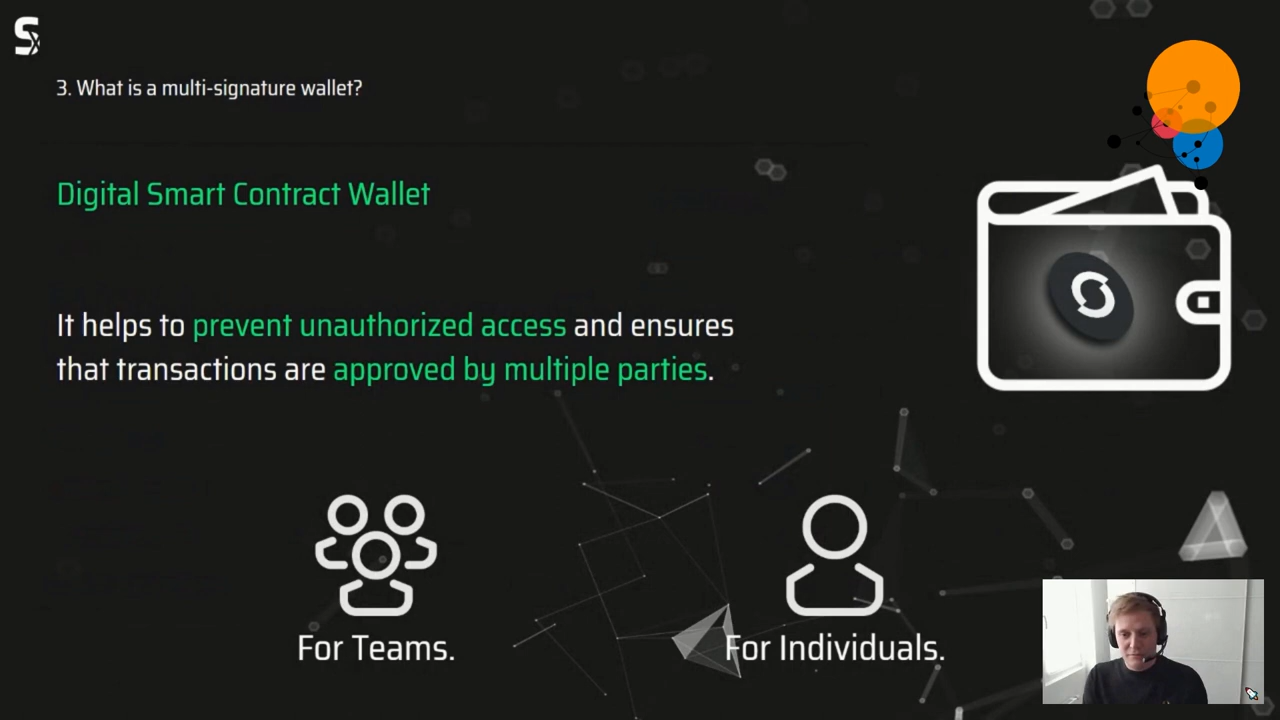 3. What is a multi-signature wallet?
Digital Smart Contract Wallet
It helps to prevent unauthorized access and ensures
that transactions are approved by multiple parties.
For Teams.
For Individuals.